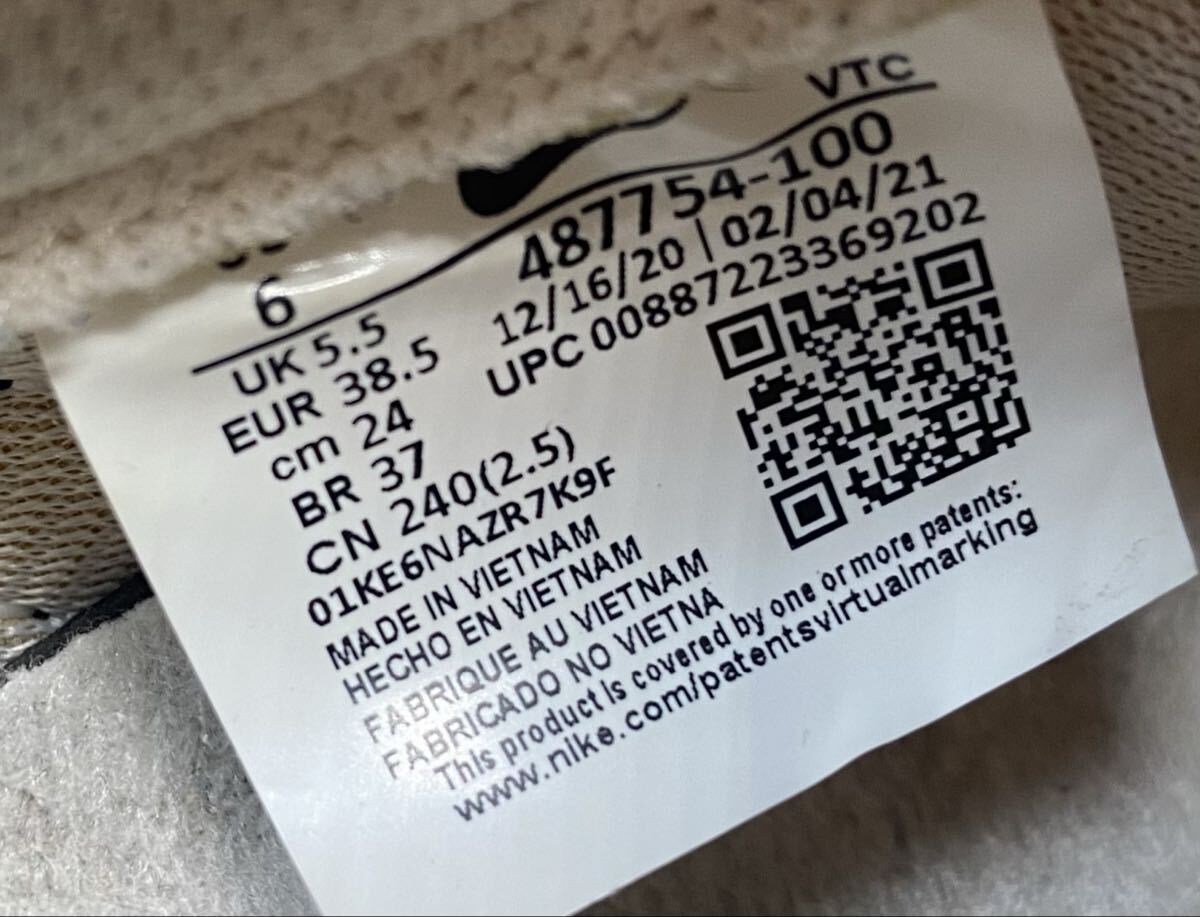 VTC
487754-100
12/16/20 | 02/04/21
UPC 00887223369202
6
UK 5.5
EUR 38.5
cm 24
BR 37
CN 240(2.5)
01KE6NAZR7K9F
MADE IN VIETNAM
HECHO EN VIETNAM
FABRIQUE AU VIETNAM
FABRICADO NO VIETNA
This product is covered by one or more patents:
www.nike.com/patentsvirtualmarking